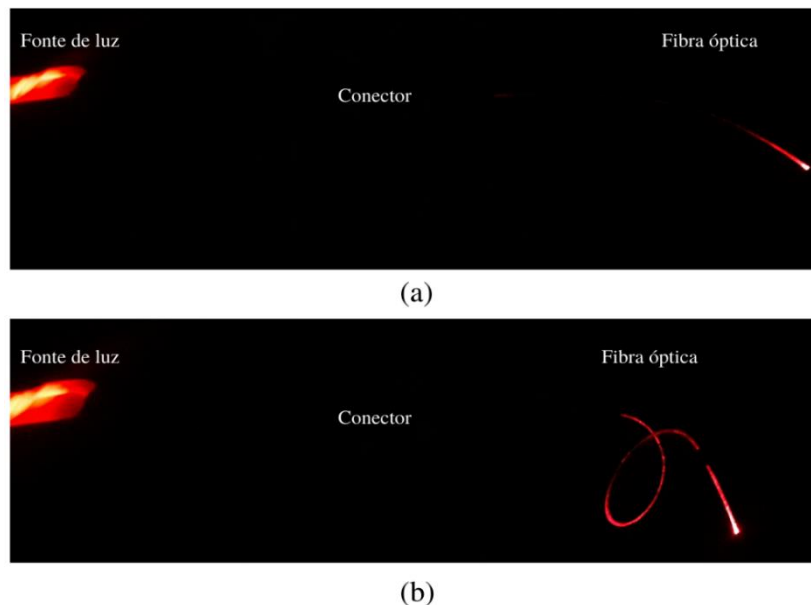 Fonte de luz
Fibra óptica
Conector
(a)
Fonte de luz
Fibra óptica
Conector
(b)